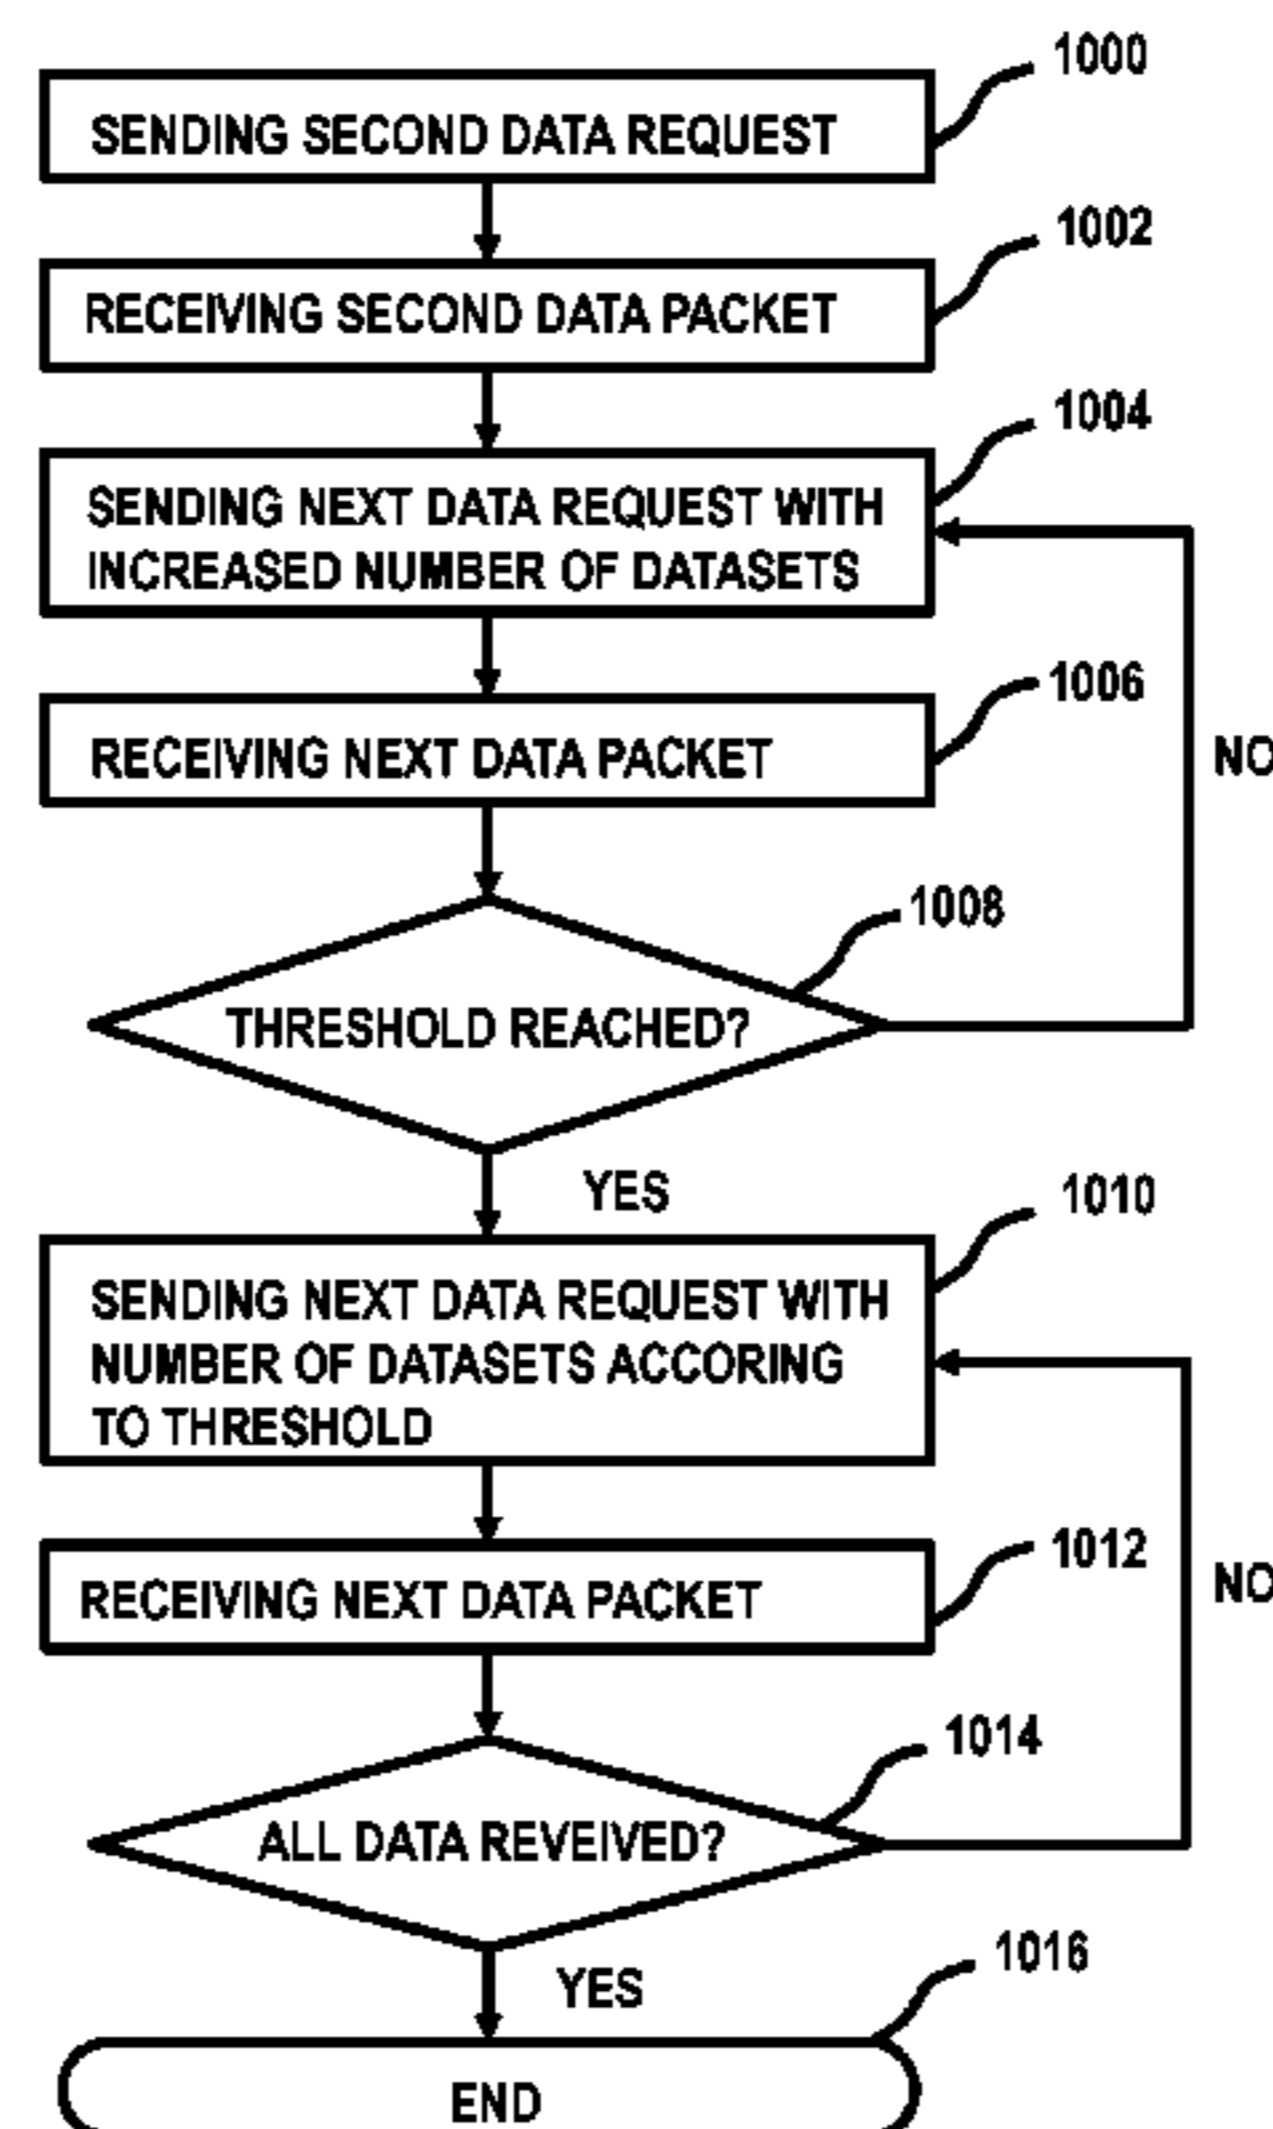 1000
SENDING SECOND DATA REQUEST
1002
RECEIVING SECOND DATA PACKET
1004
SENDING NEXT DATA REQUEST WITH
INCREASED NUMBER OF DATASETS
1006
RECEIVING NEXT DATA PACKET
NO
1008
THRESHOLD REACHED?
YES
1010
SENDING NEXT DATA REQUEST WITH
NUMBER OF DATASETS ACCORING
TO THRESHOLD
1012
RECEIVING NEXT DATA PACKET
NO
1014
ALL DATA REVEIVED?
YES
1016
END